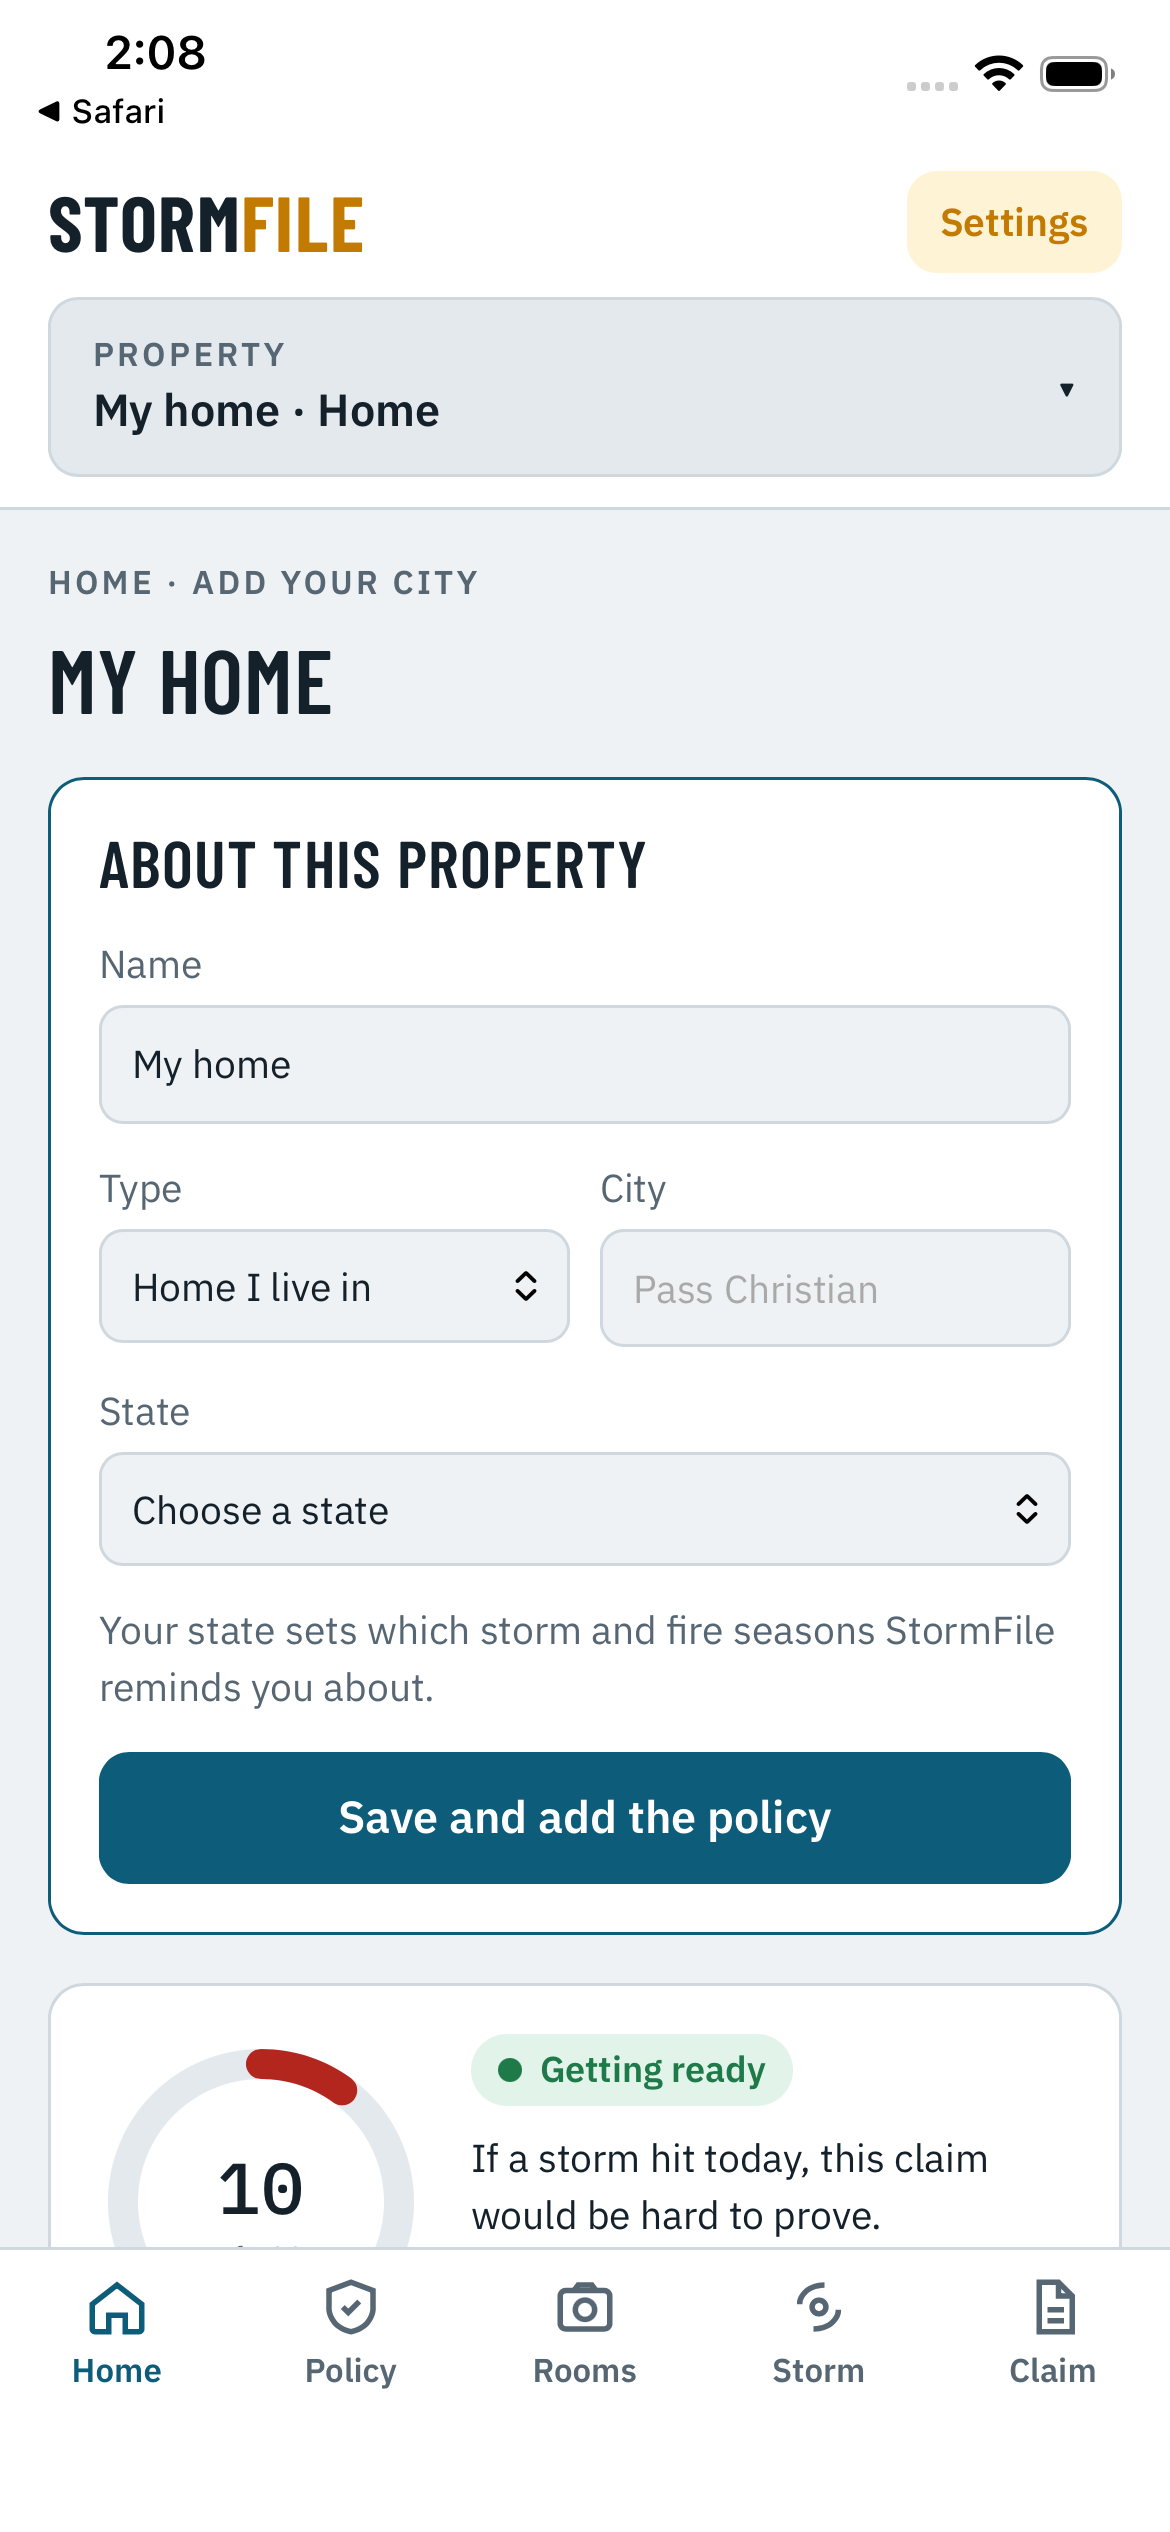 2:08
Safari
STORMFILE
Settings
PROPERTY
My home · Home
HOME · ADD YOUR CITY
MY HOME
ABOUT THIS PROPERTY
Name
My home
Type
City
Home I live in
Pass Christian
State
Choose a state
Your state sets which storm and fire seasons StormFile
reminds you about.
Save and add the policy
Getting ready
10
If a storm hit today, this claim
would be hard to prove.
Home
Policy
Rooms
Storm
Claim